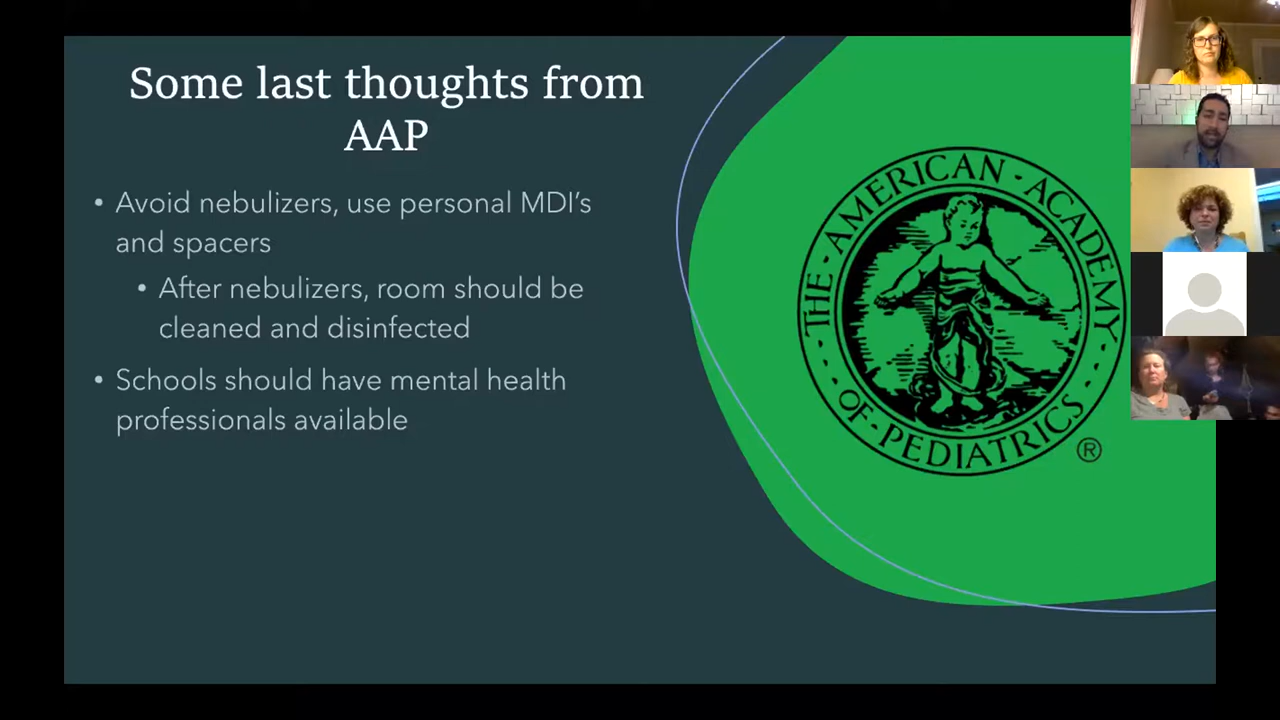 Some last thoughts from
AAP
• Avoid nebulizers, use personal MDI’s
and spacers
• After nebulizers, room should be
cleaned and disinfected
• Schools should have mental health
professionals available
THE · AMERICAN · ACADEMY
· OF · PEDIATRICS ·
®